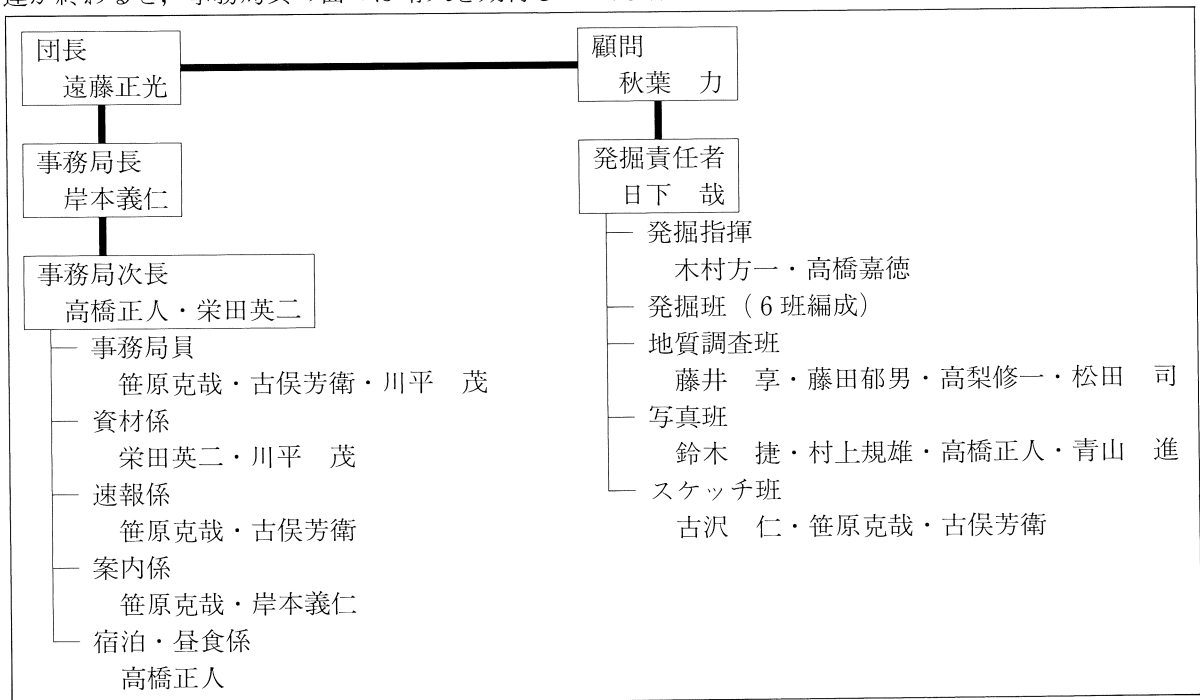 団長
遠藤正光
事務局長
岸本義仁
事務局次長
高橋正人・栄田英二
事務局員
笹原克哉・古俣芳衛・川平　茂
資材係
栄田英二・川平　茂
速報係
笹原克哉・古俣芳衛
案内係
笹原克哉・岸本義仁
宿泊・昼食係
高橋正人
顧問
秋葉　力
発掘責任者
日下　哉
発掘指揮
木村方一・高橋嘉徳
発掘班（6班編成）
地質調査班
藤井　享・藤田郁男・高梨修一・松田　司
写真班
鈴木　捷・村上規雄・高橋正人・青山　進
スケッチ班
古沢　仁・笹原克哉・古俣芳衛